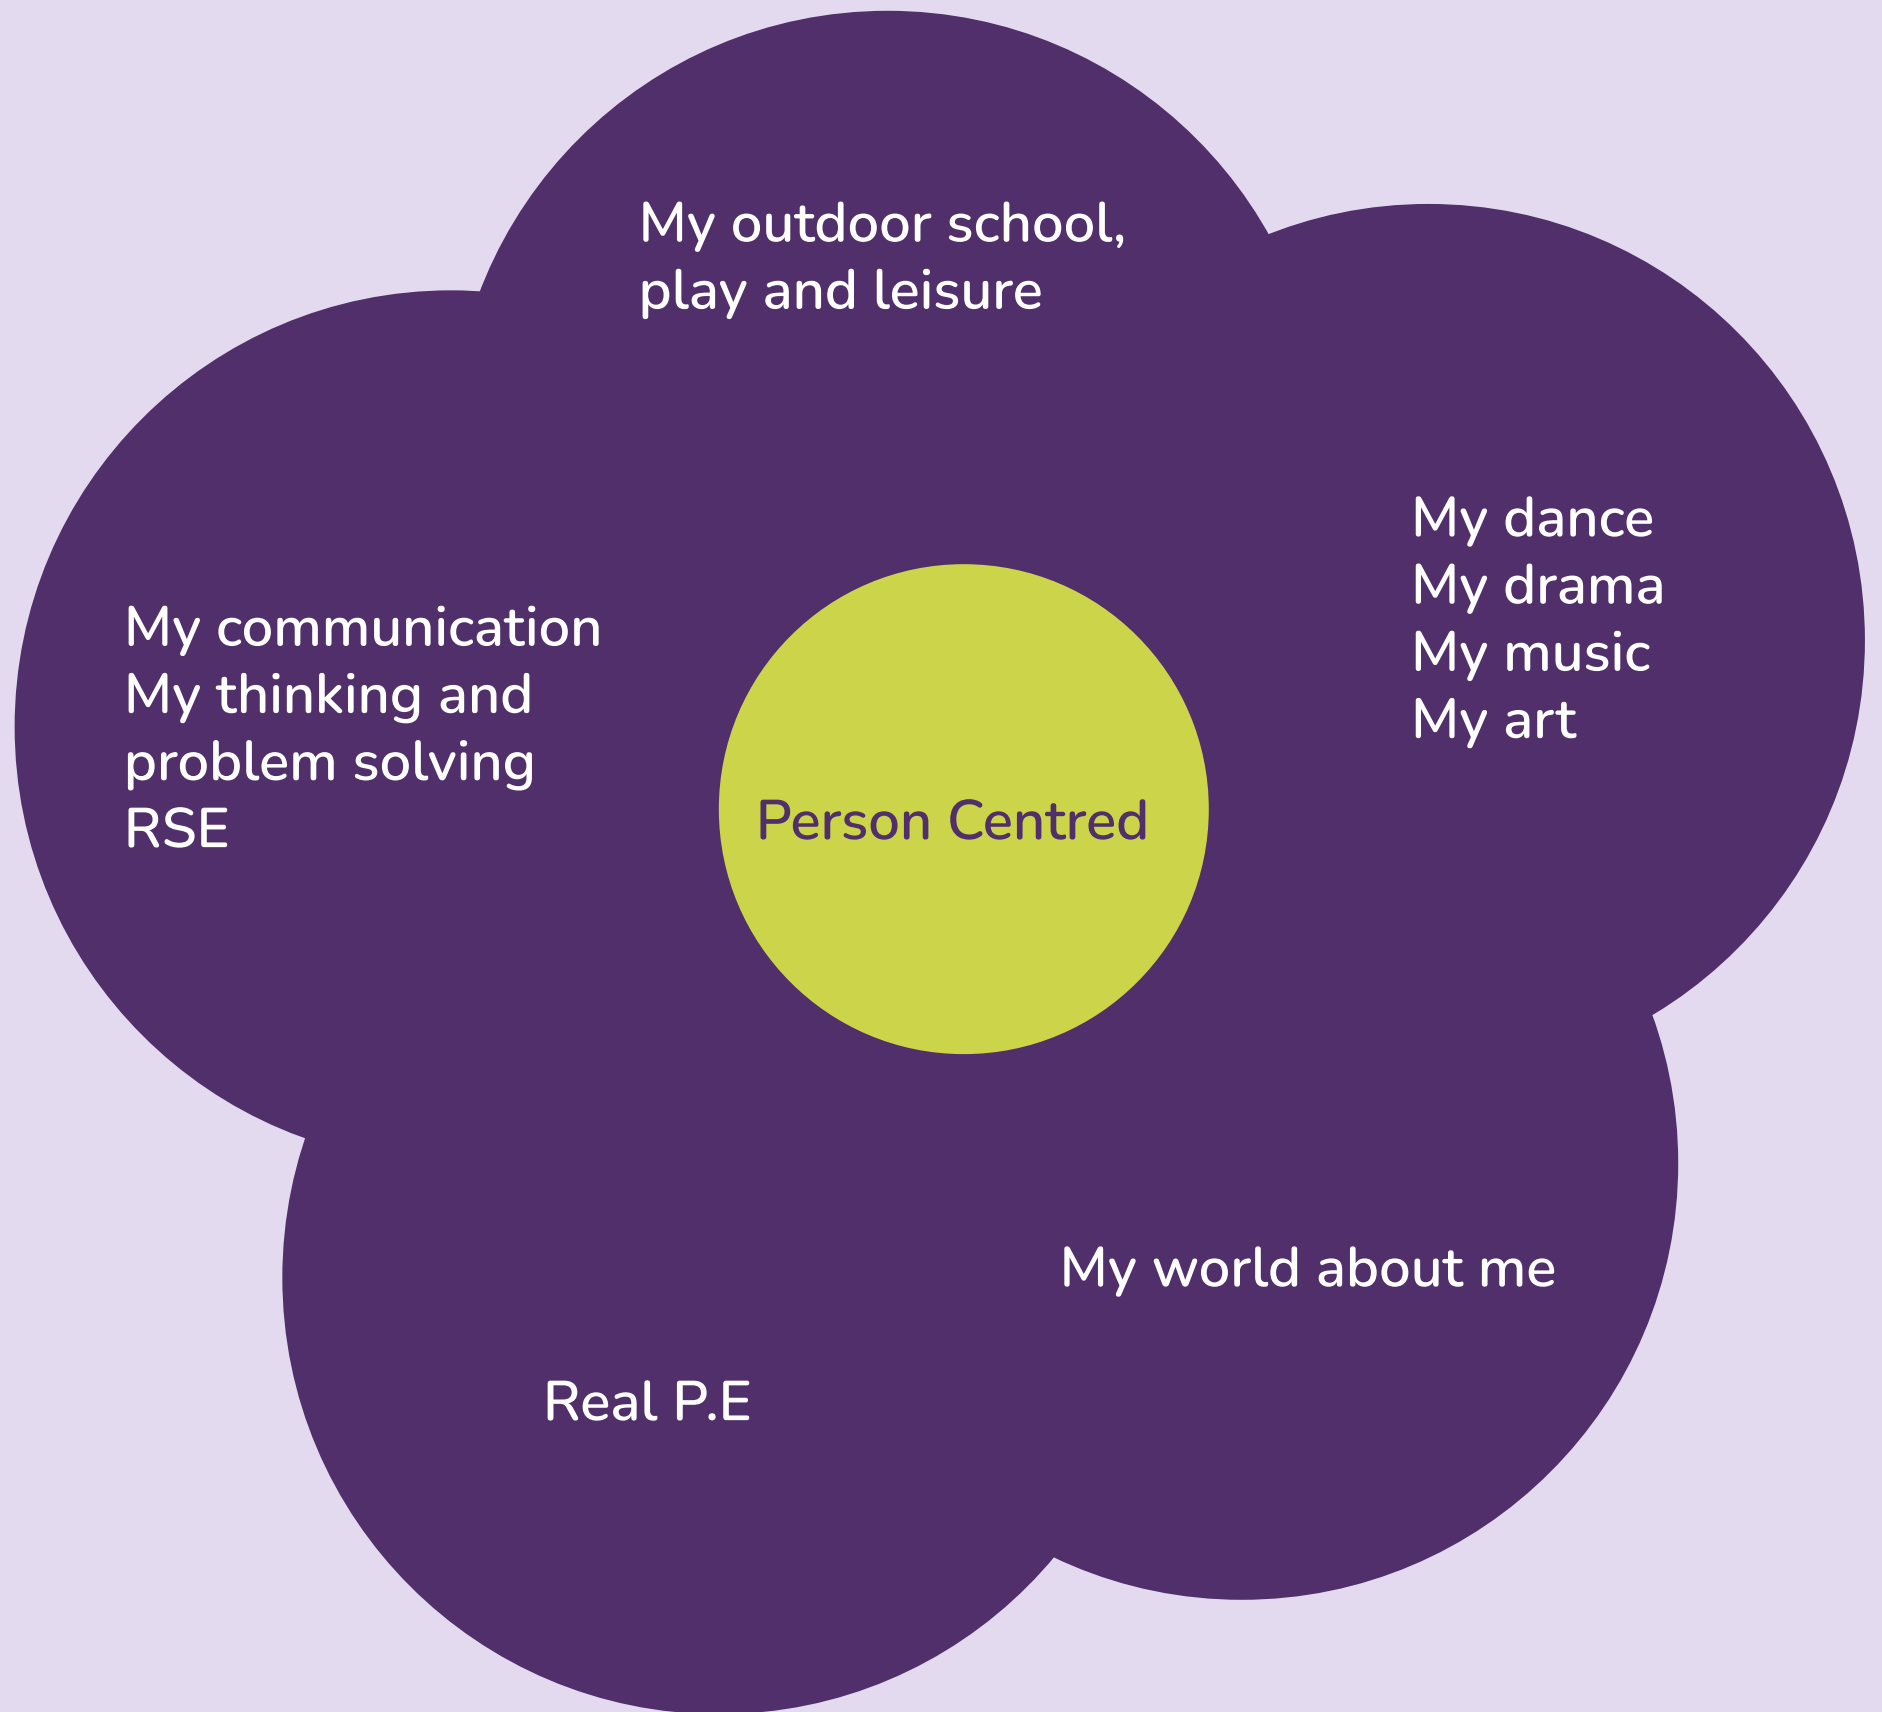 My outdoor school,
play and leisure
My dance
My drama
My music
My art
My communication
My thinking and
problem solving
RSE
Person Centred
My world about me
Real P.E